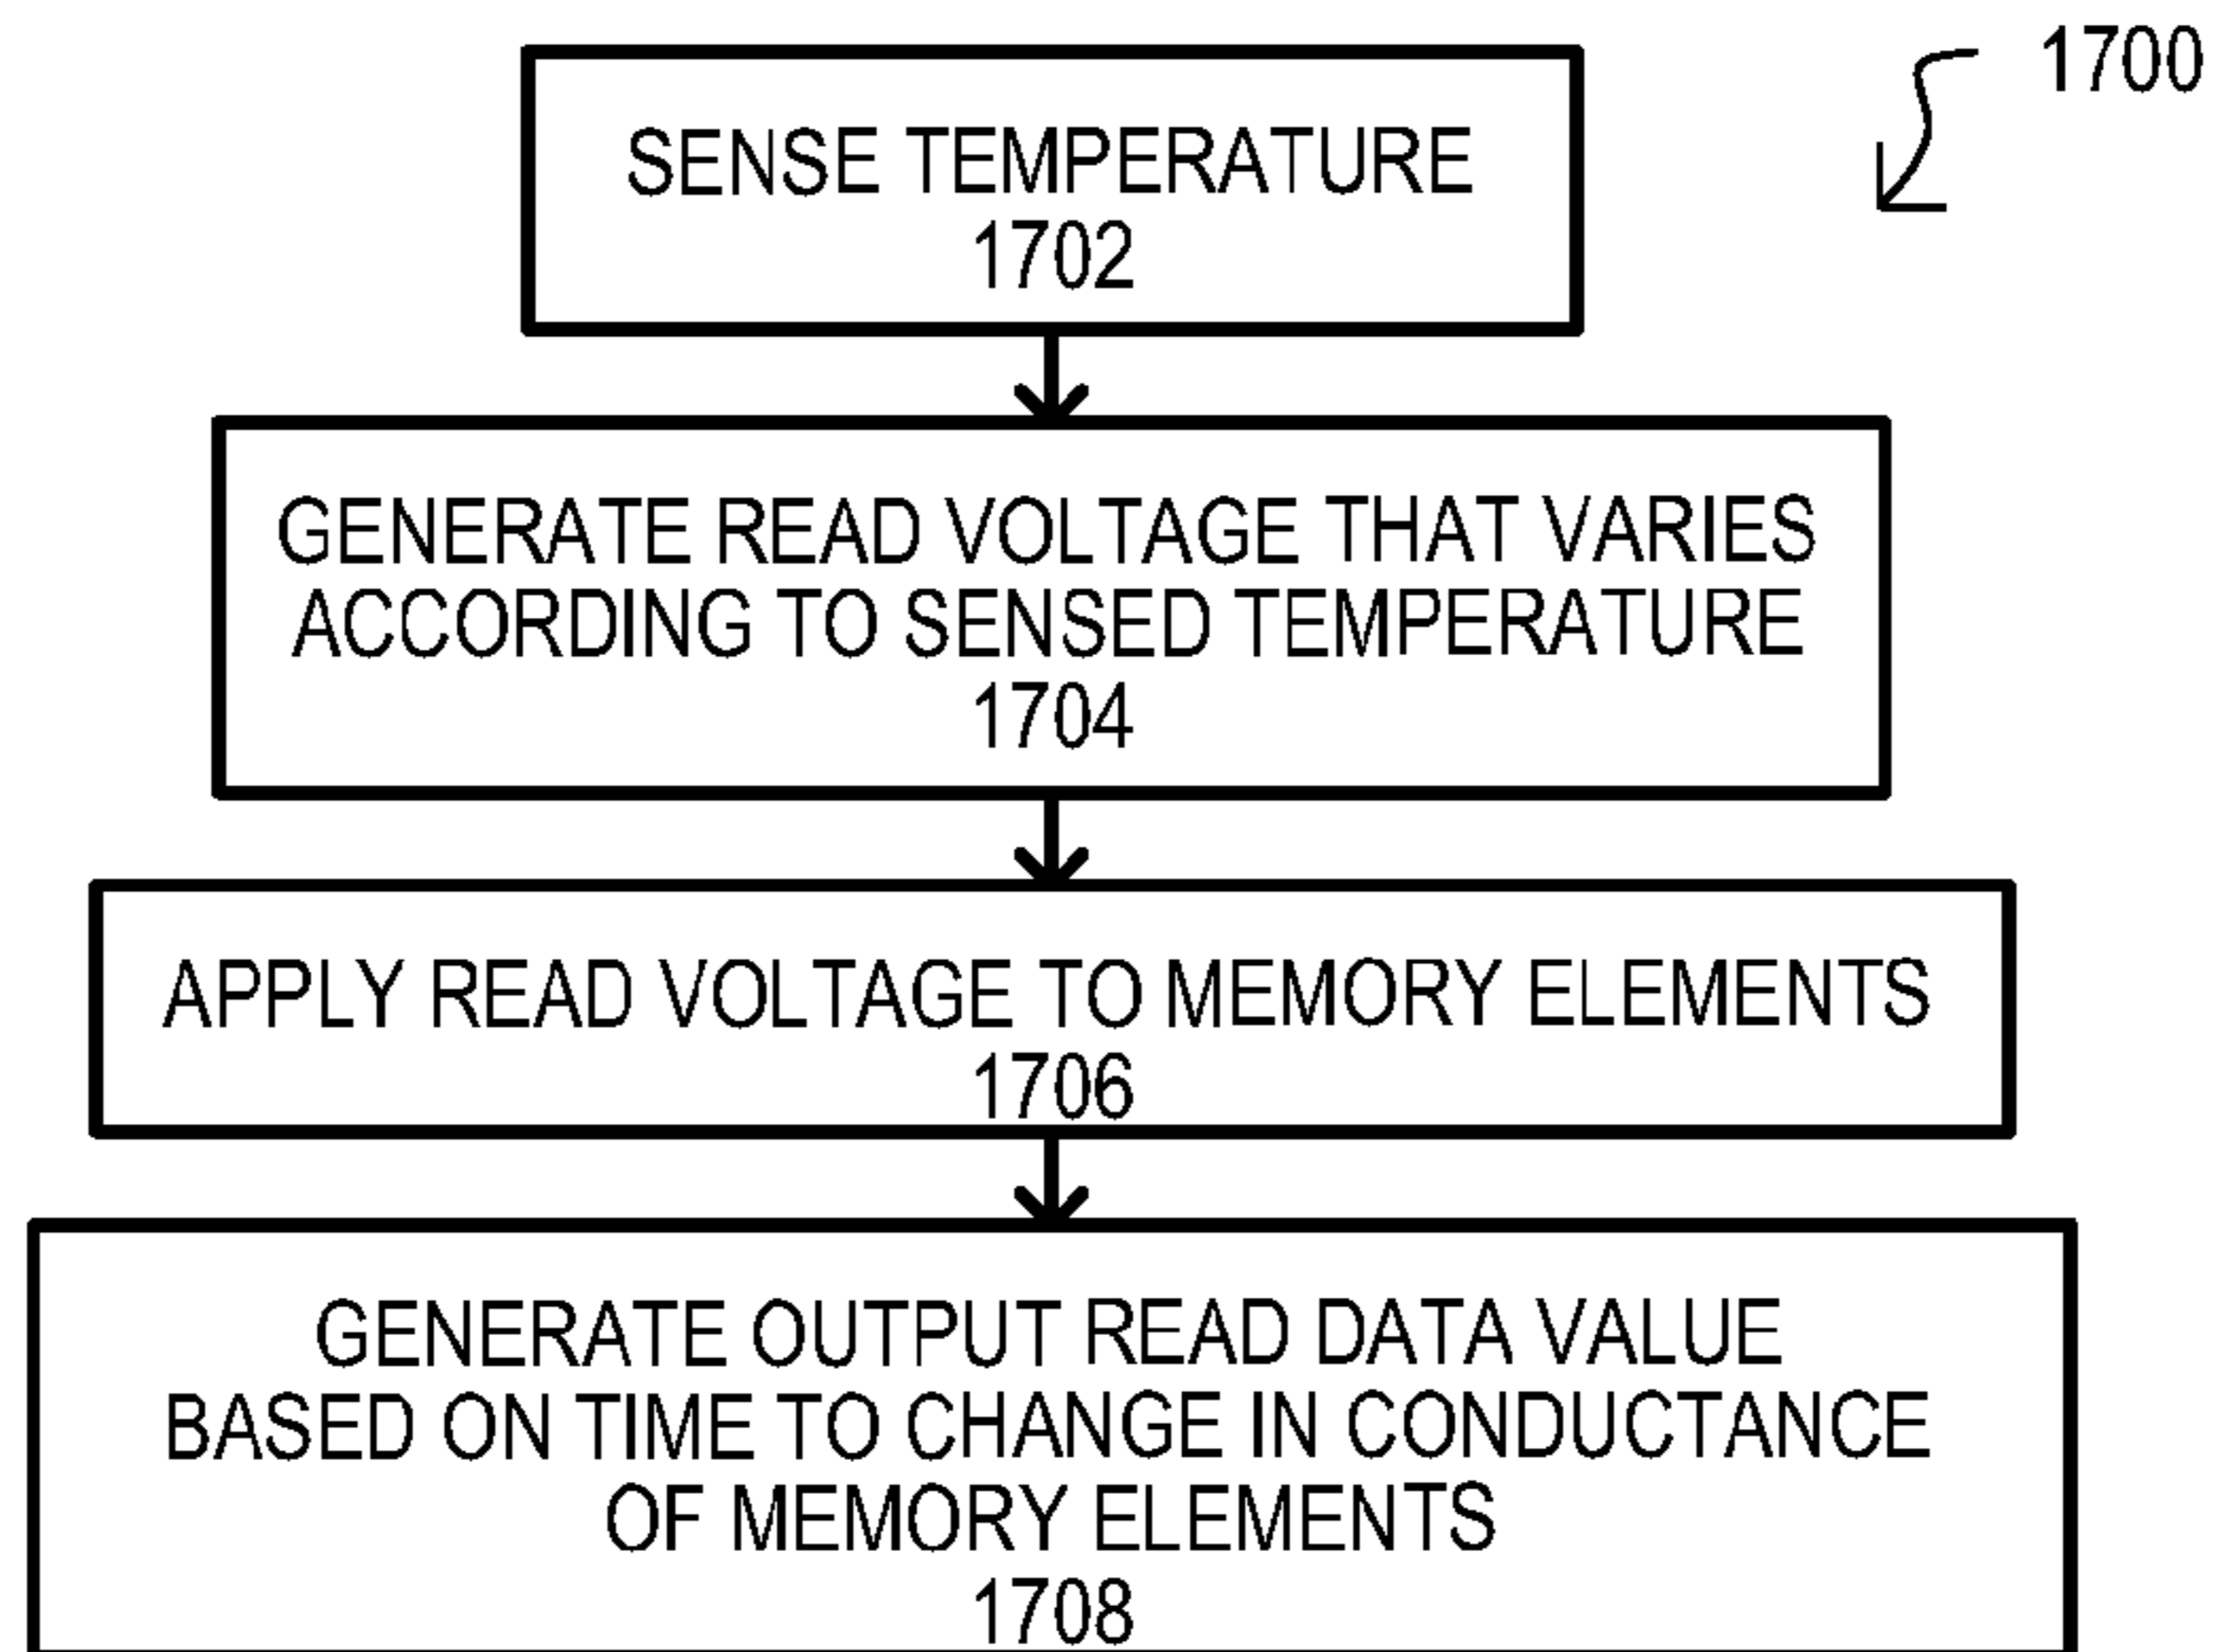 1700
SENSE TEMPERATURE
1702
GENERATE READ VOLTAGE THAT VARIES
ACCORDING TO SENSED TEMPERATURE
1704
APPLY READ VOLTAGE TO MEMORY ELEMENTS
1706
GENERATE OUTPUT READ DATA VALUE
BASED ON TIME TO CHANGE IN CONDUCTANCE
OF MEMORY ELEMENTS
1708